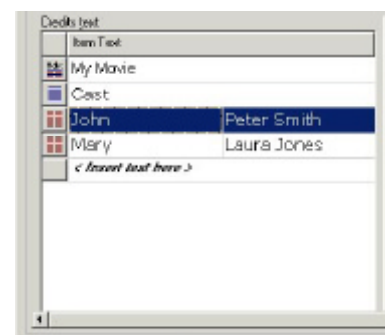 Credits text
Item Text
My Movie
Cast
John Peter Smith
Mary Laura Jones
< Insert text here >